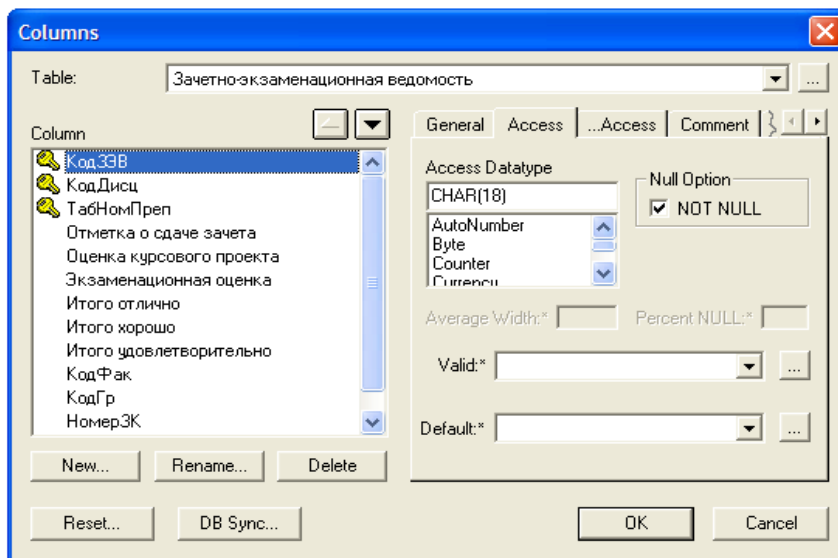 Columns
Table: Зачетно-экзаменационная ведомость ...
Column
КодЗЭВ
КодДисц
ТабНомПреп
Отметка о сдаче зачета
Оценка курсового проекта
Экзаменационная оценка
Итого отлично
Итого хорошо
Итого удовлетворительно
КодФак
КодГр
НомерЗК
New... Rename... Delete
Reset... DB Sync...
General Access ...Access Comment
Access Datatype
CHAR(18)
AutoNumber
Byte
Counter
Currency
Null Option
NOT NULL
Average Width:* Percent NULL:*
Valid:* ...
Default:* ...
OK Cancel